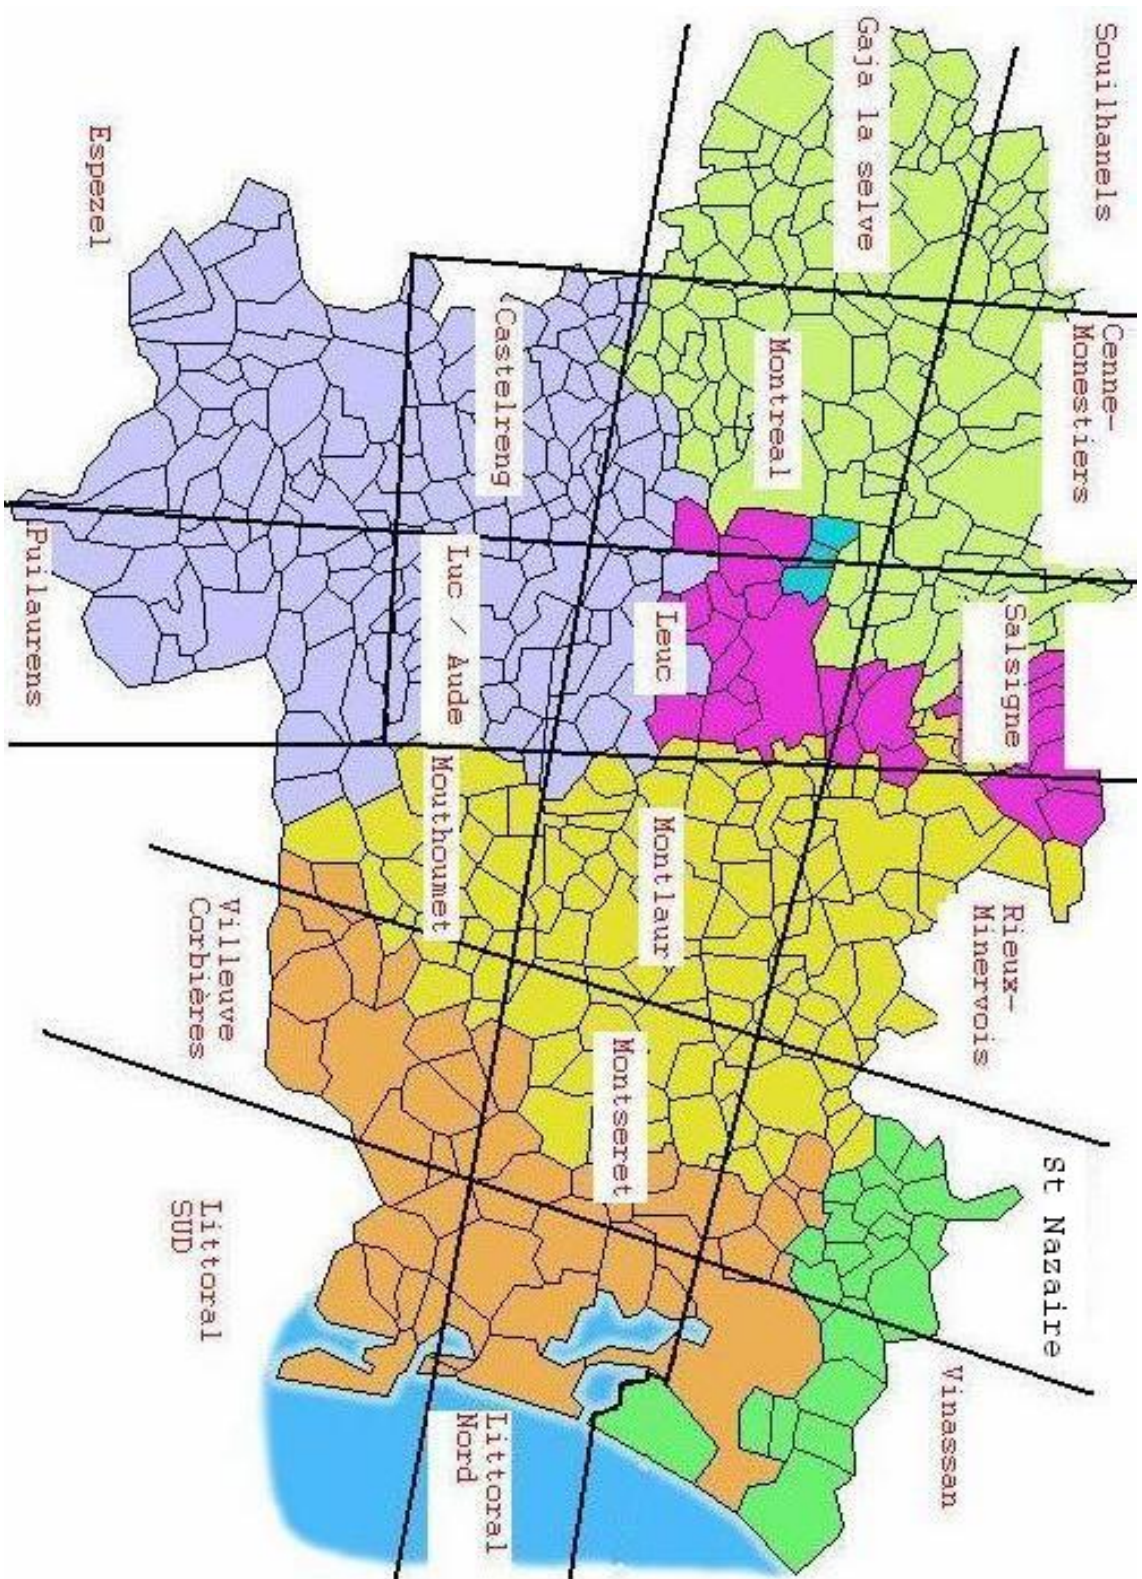 Souilhanels
Cenne-
Monestiers
Salsigne
Rieux-
Minervois
St Nazaire
Vinassan
Gaja la selve
Montreal
Leuc
Montlaur
Montseret
Littoral
Nord
Castelreng
Luc / Aude
Mouthoumet
Villeuve
Corbières
Littoral
SUD
Espezel
Puilaurens